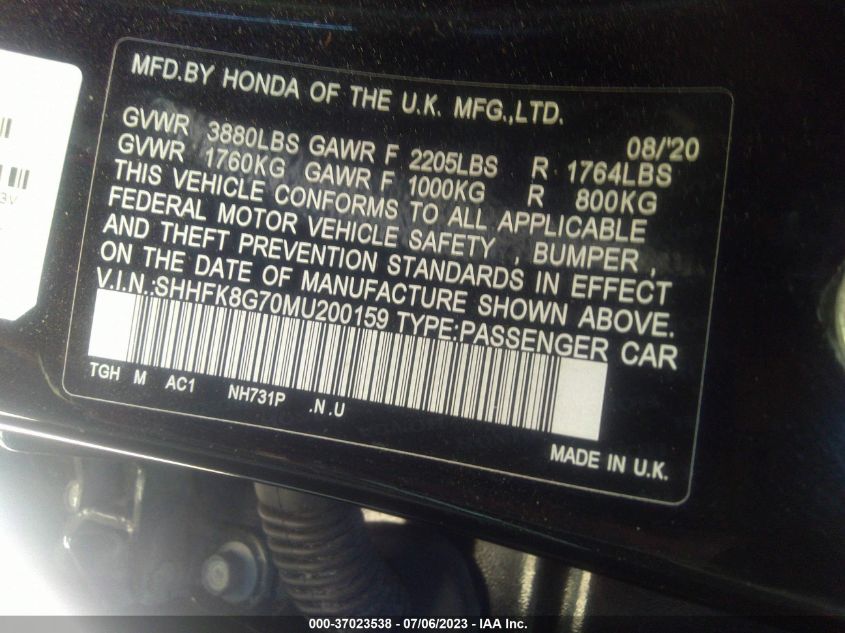 MFD.BY HONDA OF THE U.K. MFG.,LTD.
08/'20
GVWR 3880LBS GAWR F 2205LBS R 1764LBS
GVWR 1760KG GAWR F 1000KG R 800KG
THIS VEHICLE CONFORMS TO ALL APPLICABLE
FEDERAL MOTOR VEHICLE SAFETY , BUMPER ,
AND THEFT PREVENTION STANDARDS IN EFFECT
ON THE DATE OF MANUFACTURE SHOWN ABOVE.
V.I.N.:SHHFK8G70MU200159 TYPE:PASSENGER CAR
TGH M AC1 NH731P .N.U
MADE IN U.K.
000-37023538 - 07/06/2023 - IAA Inc.